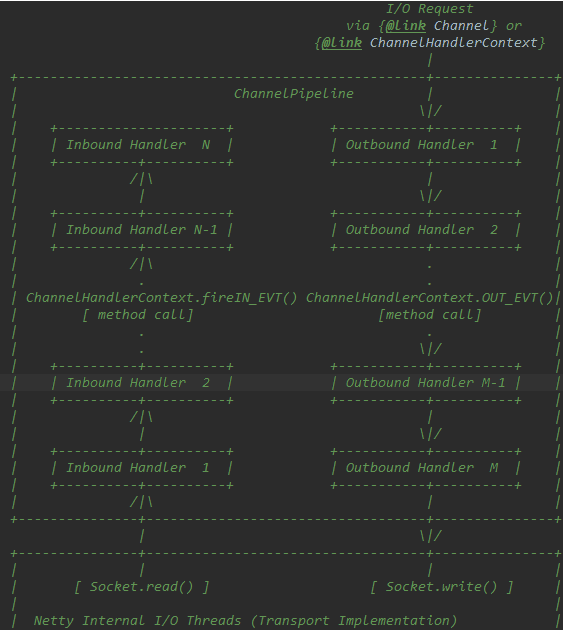 I/O Request
via {@link Channel} or
{@link ChannelHandlerContext}
|
+---------------------------------------------------+---------------+
|                           ChannelPipeline         |               |
|                                                  \|/              |
|    +---------------------+            +-----------+----------+    |
|    | Inbound Handler  N  |            | Outbound Handler  1  |    |
|    +----------+----------+            +-----------+----------+    |
|              /|\                                  |               |
|               |                                  \|/              |
|    +----------+----------+            +-----------+----------+    |
|    | Inbound Handler N-1 |            | Outbound Handler  2  |    |
|    +----------+----------+            +-----------+----------+    |
|              /|\                                  .               |
|               .                                   .               |
| ChannelHandlerContext.fireIN_EVT() ChannelHandlerContext.OUT_EVT()|
|        [ method call]                       [method call]         |
|               .                                   .               |
|               .                                  \|/              |
|    +----------+----------+            +-----------+----------+    |
|    | Inbound Handler  2  |            | Outbound Handler M-1 |    |
|    +----------+----------+            +-----------+----------+    |
|              /|\                                  |               |
|               |                                  \|/              |
|    +----------+----------+            +-----------+----------+    |
|    | Inbound Handler  1  |            | Outbound Handler  M  |    |
|    +----------+----------+            +-----------+----------+    |
|              /|\                                  |               |
+---------------+-----------------------------------+---------------+
|                                  \|/
+---------------+-----------------------------------+---------------+
|               |                                   |               |
|       [ Socket.read() ]                    [ Socket.write() ]     |
|                                                                   |
|  Netty Internal I/O Threads (Transport Implementation)            |